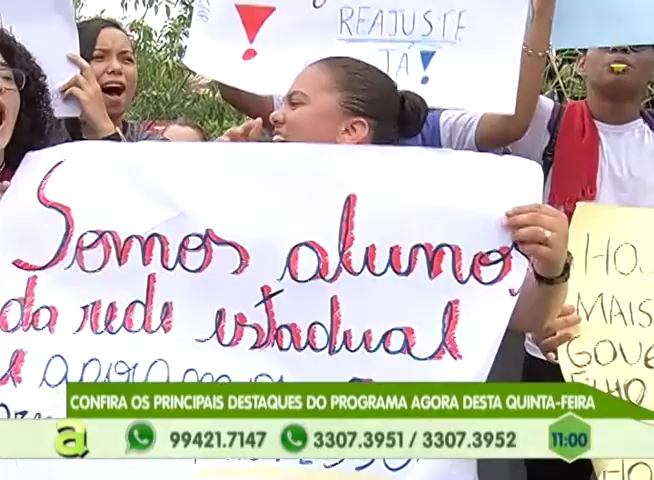 REAJUSTE
JÁ!
Somos alunos
da rede estadual
HOJ
MAIS
GOVE
CONFIRA OS PRINCIPAIS DESTAQUES DO PROGRAMA AGORA DESTA QUINTA-FEIRA
a 99421.7147 3307.3951 / 3307.3952 11:00